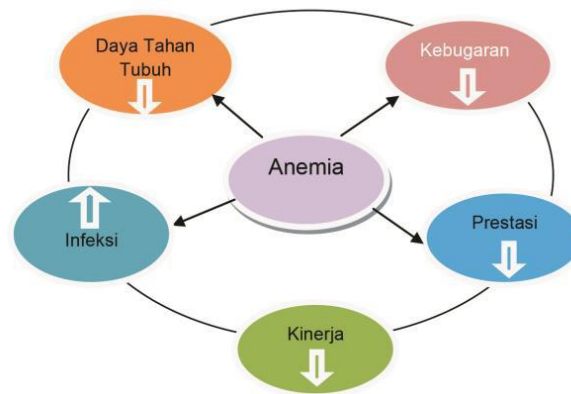 Daya Tahan
Tubuh
Kebugaran
Anemia
Infeksi
Prestasi
Kinerja